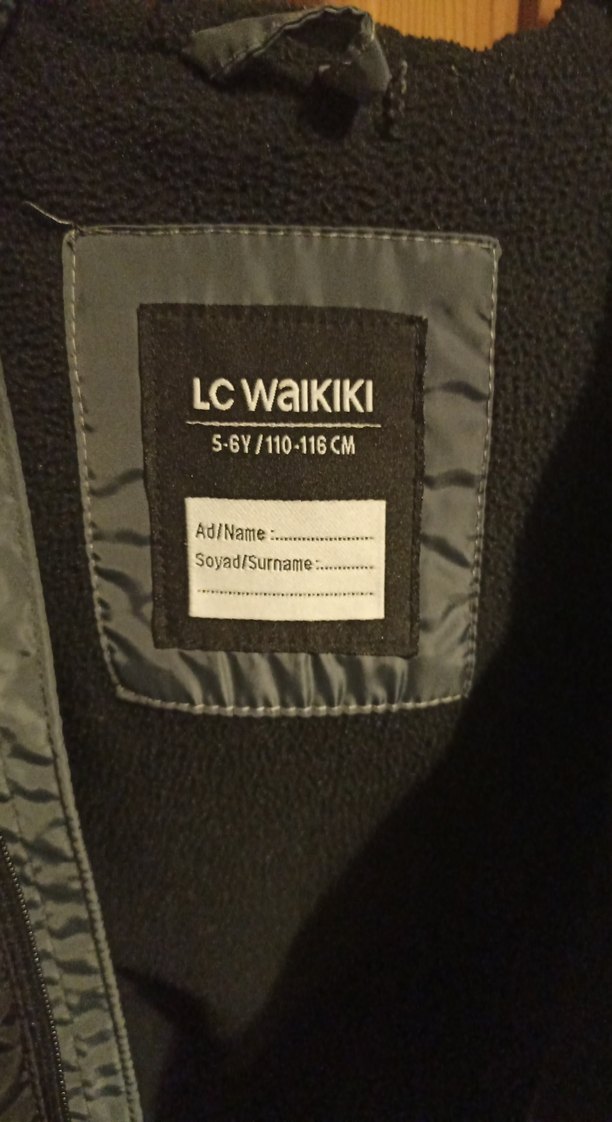 LC WAIKIKI
5-6Y / 110-116 CM
Ad/Name :......................
Soyad/Surname :............
........................................